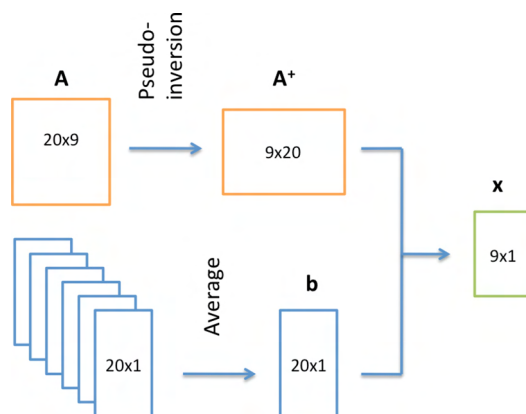 A
Pseudo-
inversion
A+
20x9
9x20
x
9x1
Average
b
20x1
20x1